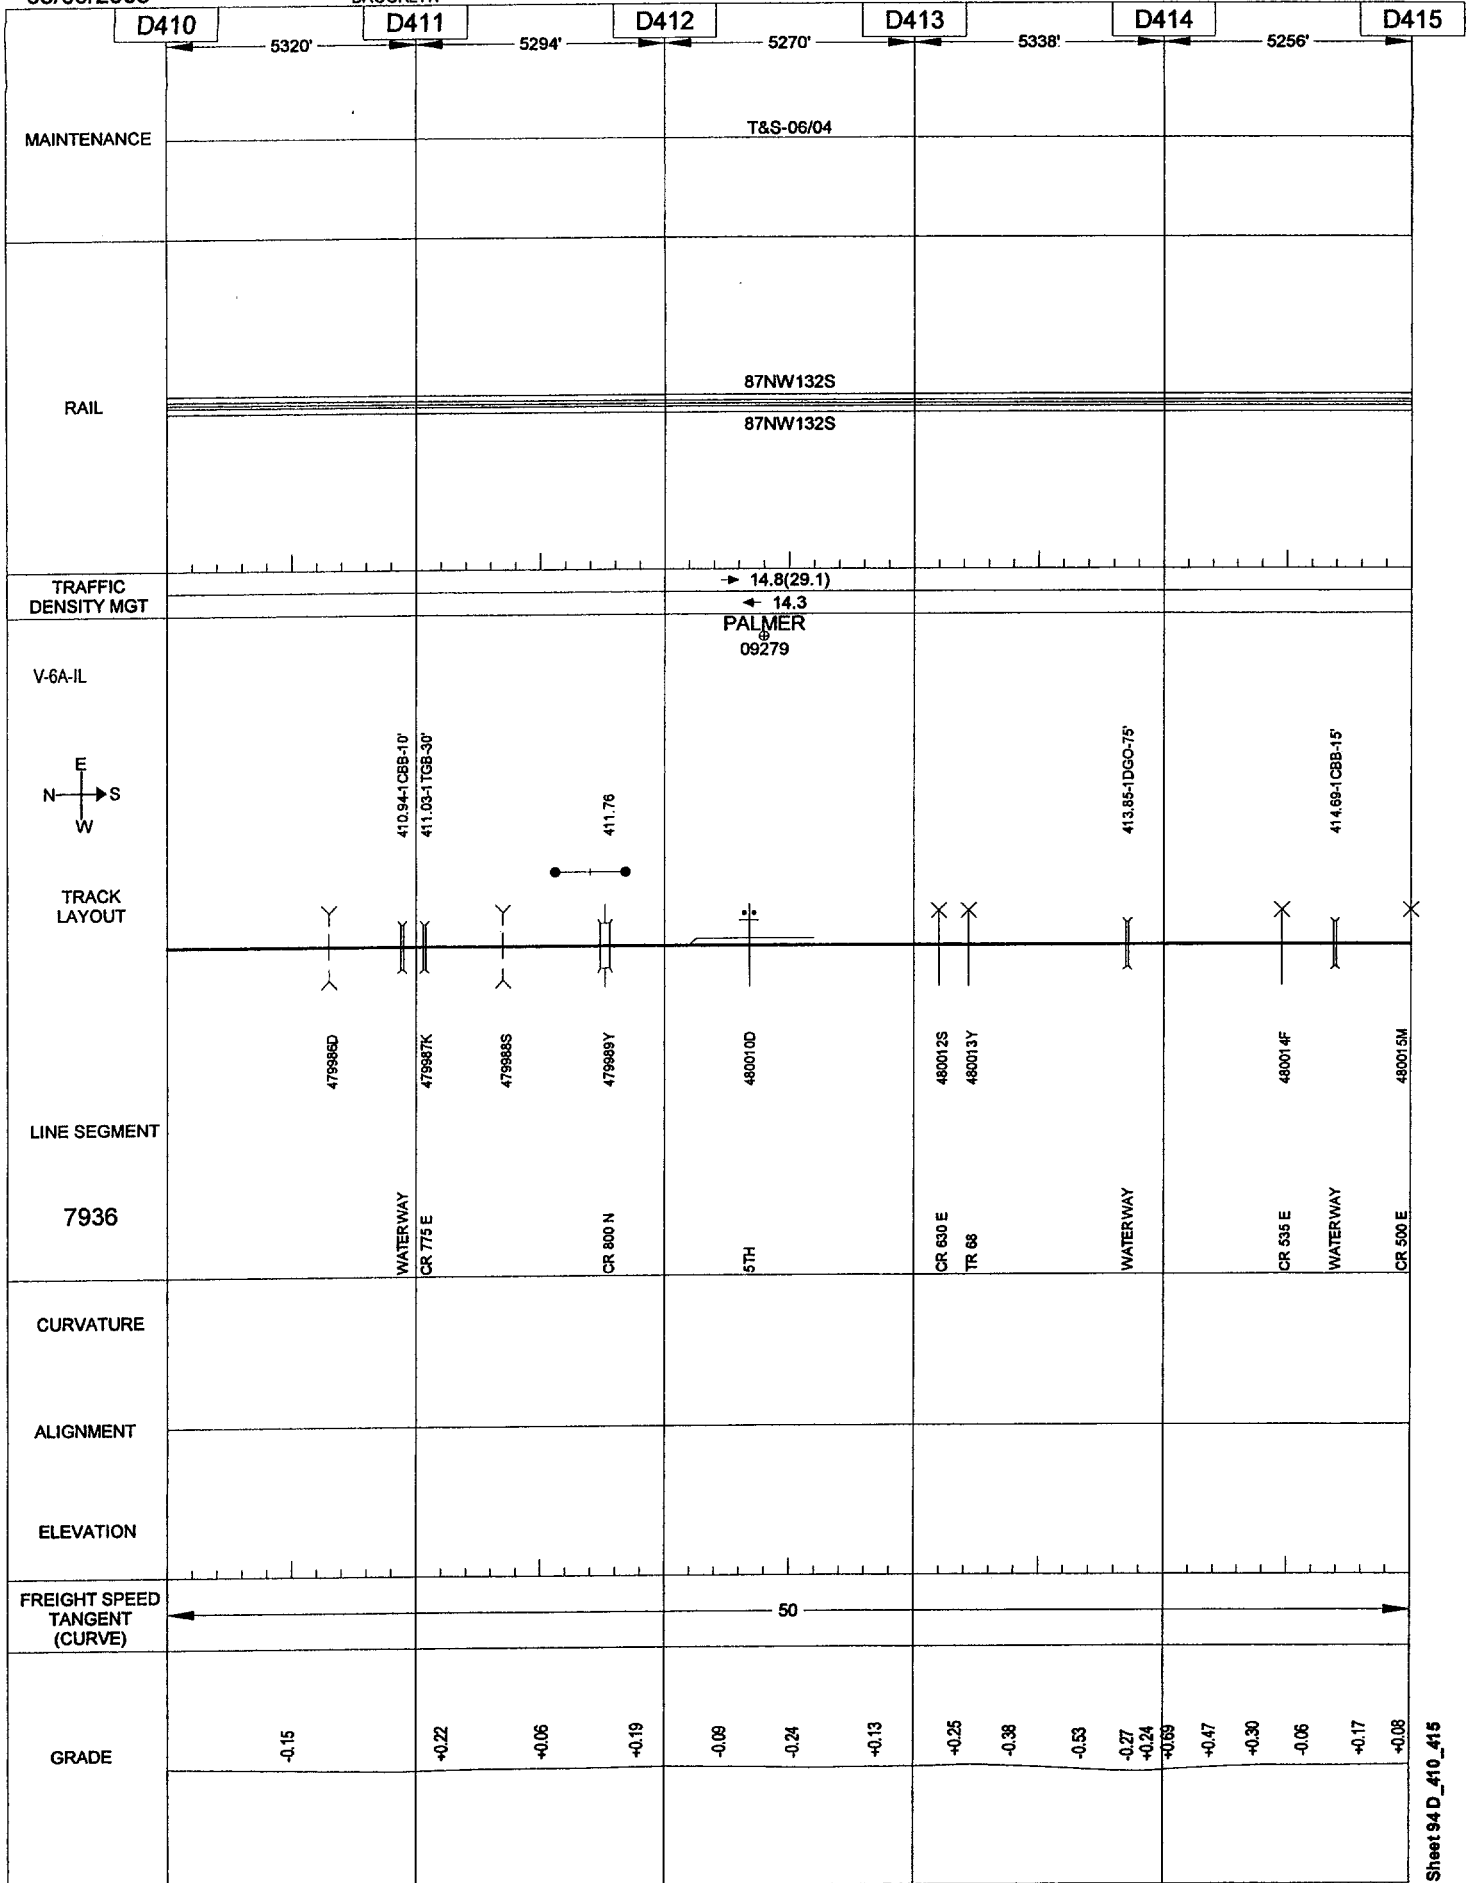 D410 D411 D412 D413 D414 D415
5320' 5294' 5270' 5338' 5256'
MAINTENANCE
T&S-06/04
RAIL
87NW132S
87NW132S
TRAFFIC
DENSITY MGT
14.8(29.1)
14.3
PALMER
09279
V-6A-IL
E
N S
W
410.94-1CBB-10'
411.03-1TGB-30'
411.76
413.85-1DGO-75'
414.69-1CBB-15'
TRACK
LAYOUT
479986D
479987K
479988S
479989Y
480010D
480012S
480013Y
480014F
480015M
LINE SEGMENT
7936
WATERWAY
CR 775 E
CR 800 N
5TH
CR 630 E
TR 68
WATERWAY
CR 535 E
WATERWAY
CR 500 E
CURVATURE
ALIGNMENT
ELEVATION
FREIGHT SPEED
TANGENT
(CURVE)
50
GRADE
-0.15
+0.22
+0.06
+0.19
-0.09
-0.24
+0.13
+0.25
-0.38
-0.53
-0.27
+0.24
+0.69
+0.47
+0.30
-0.06
+0.17
+0.08
Sheet 94 D_410_415